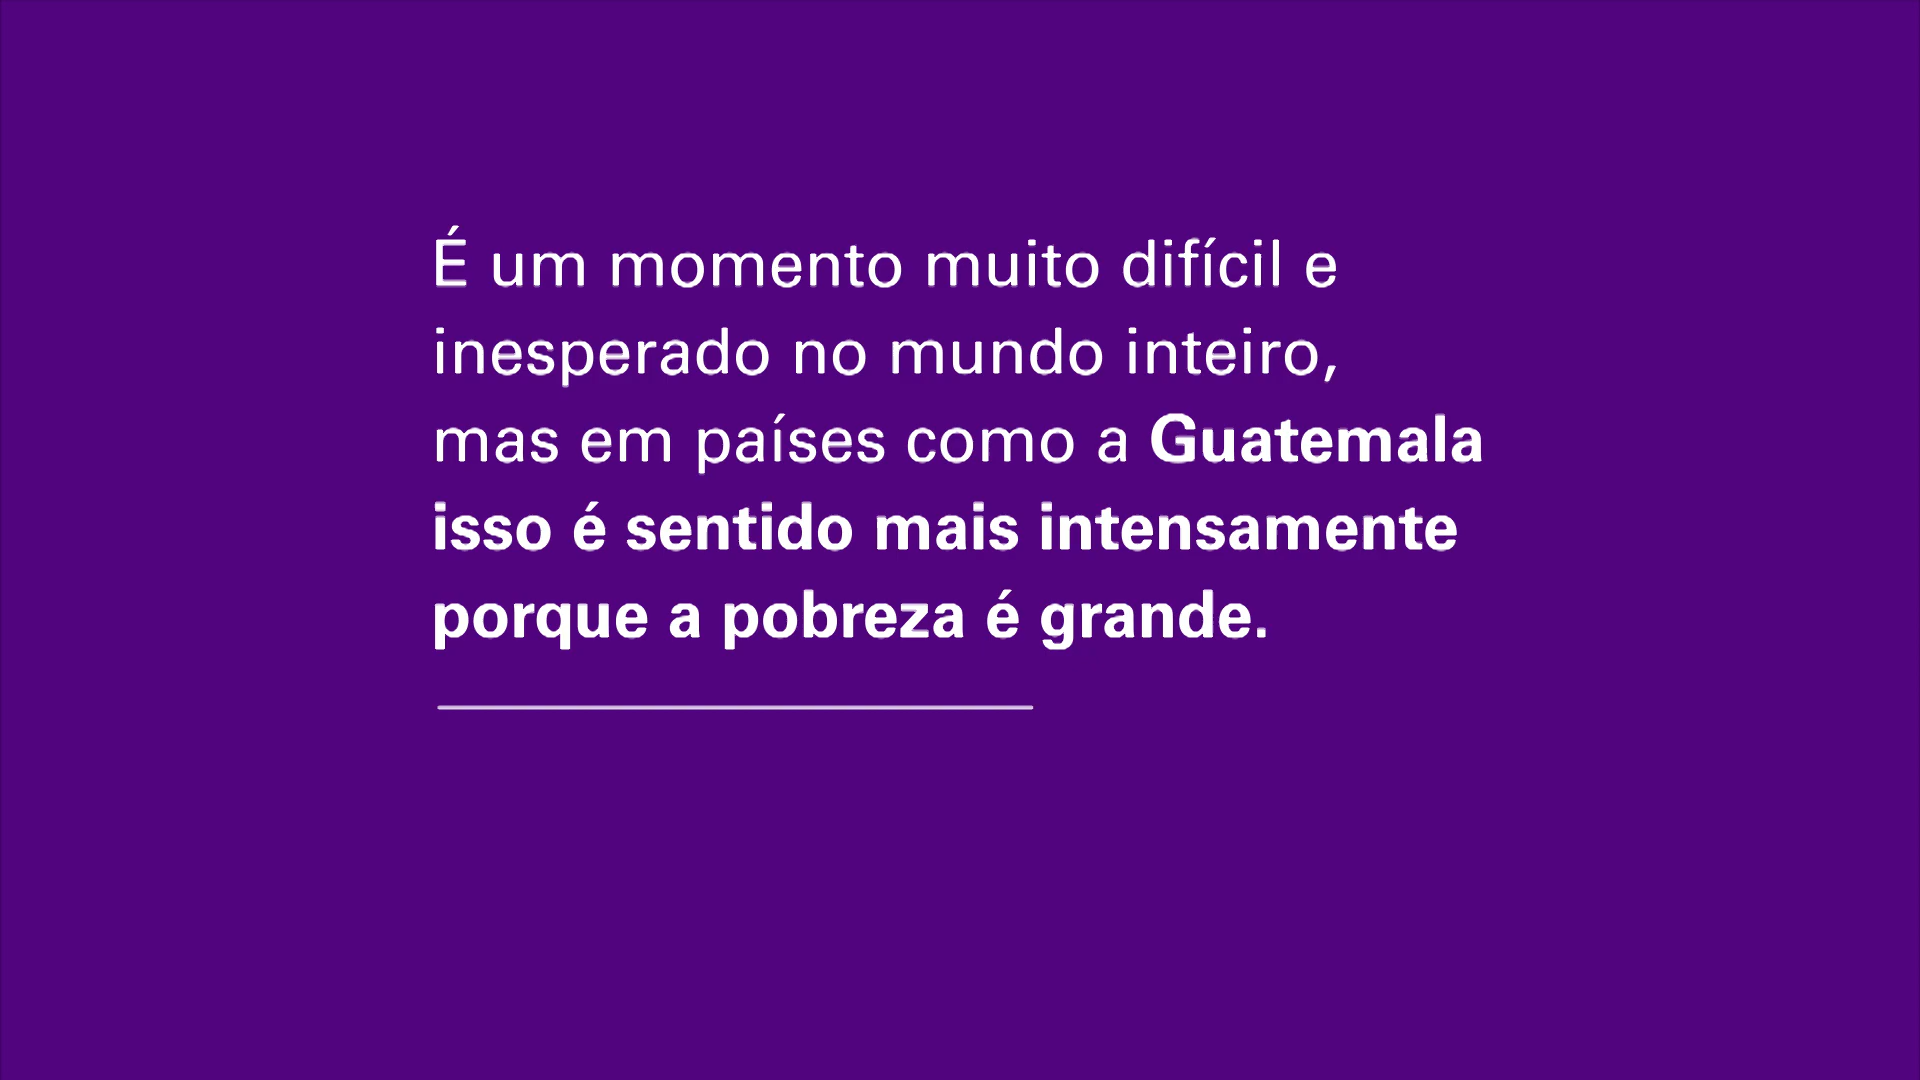 É um momento muito difícil e
inesperado no mundo inteiro,
mas em países como a Guatemala
isso é sentido mais intensamente
porque a pobreza é grande.